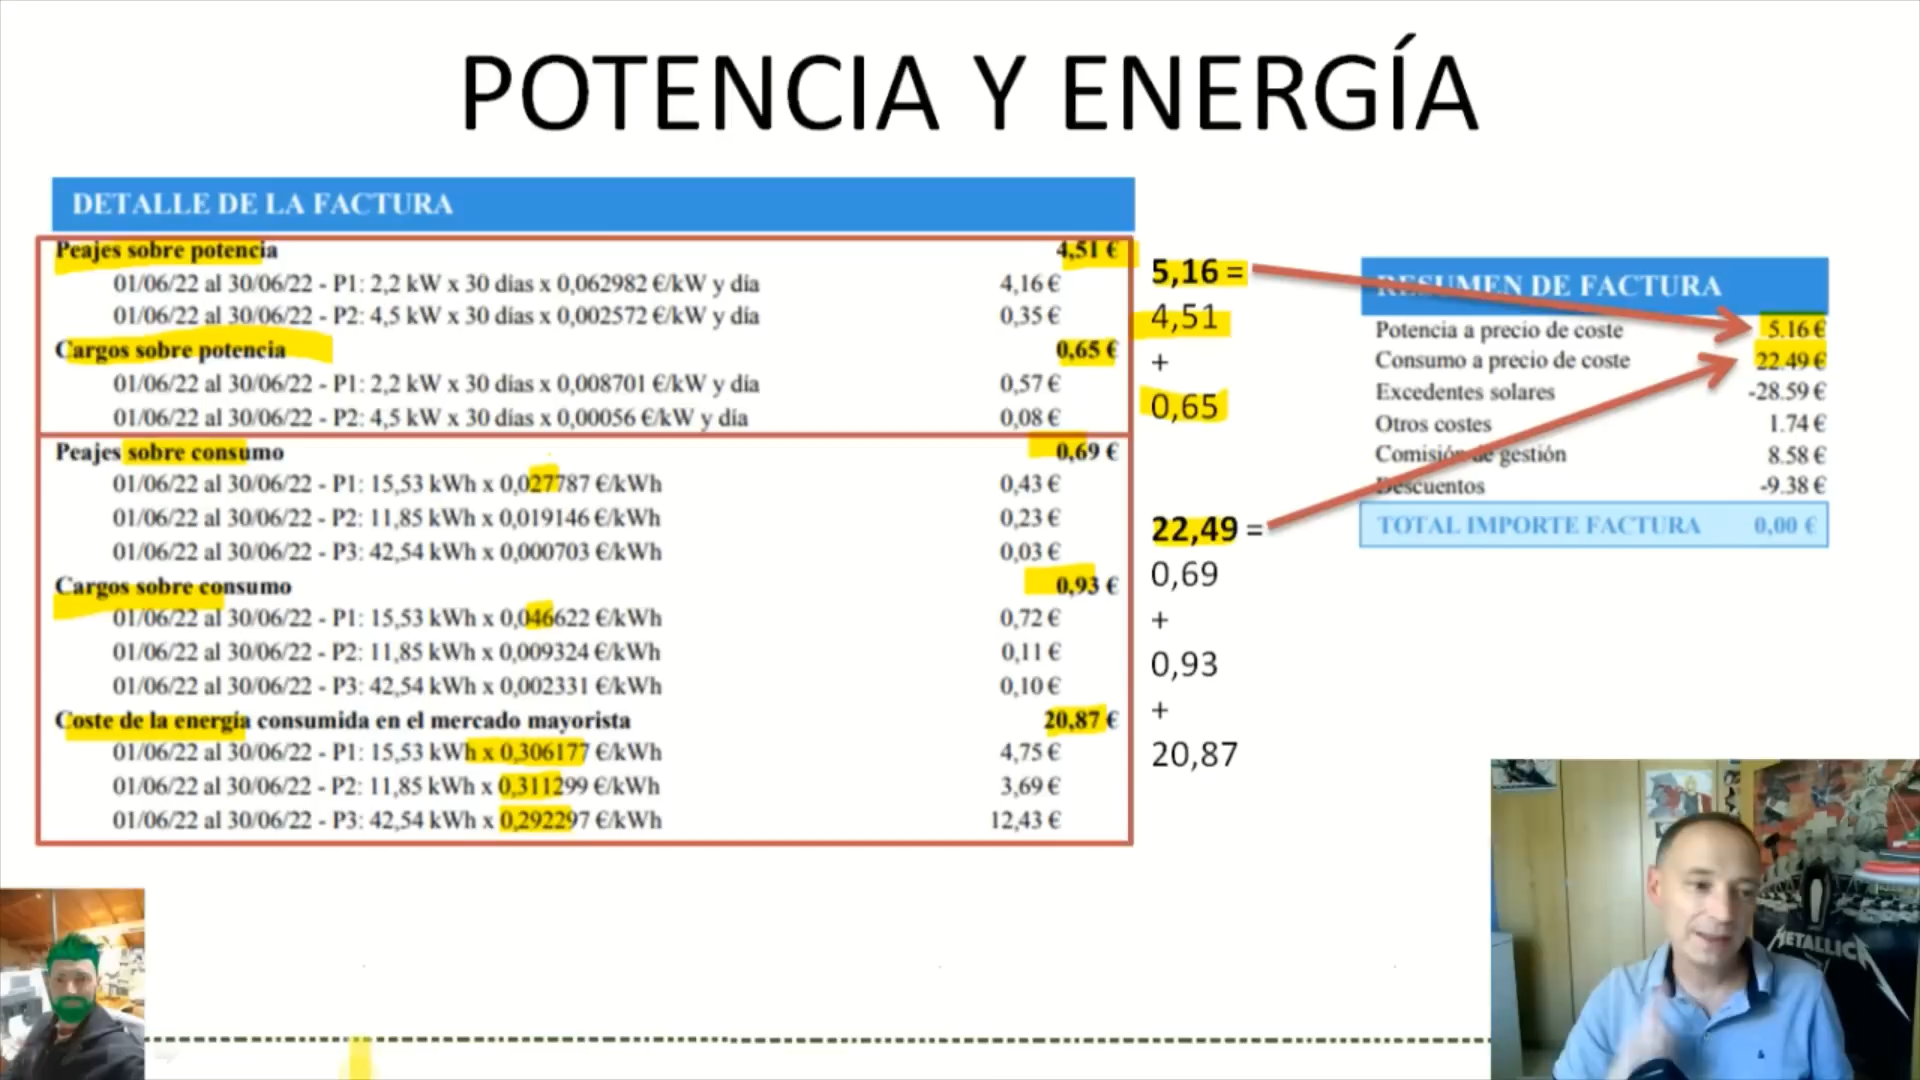 POTENCIA Y ENERGÍA
DETALLE DE LA FACTURA
Peajes sobre potencia 4,51 €
01/06/22 al 30/06/22 - P1: 2,2 kW x 30 días x 0,062982 €/kW y día 4,16 €
01/06/22 al 30/06/22 - P2: 4,5 kW x 30 días x 0,002572 €/kW y día 0,35 €
Cargos sobre potencia 0,65 €
01/06/22 al 30/06/22 - P1: 2,2 kW x 30 días x 0,008701 €/kW y día 0,57 €
01/06/22 al 30/06/22 - P2: 4,5 kW x 30 días x 0,00056 €/kW y día 0,08 €
Peajes sobre consumo 0,69 €
01/06/22 al 30/06/22 - P1: 15,53 kWh x 0,027787 €/kWh 0,43 €
01/06/22 al 30/06/22 - P2: 11,85 kWh x 0,019146 €/kWh 0,23 €
01/06/22 al 30/06/22 - P3: 42,54 kWh x 0,000703 €/kWh 0,03 €
Cargos sobre consumo 0,93 €
01/06/22 al 30/06/22 - P1: 15,53 kWh x 0,046622 €/kWh 0,72 €
01/06/22 al 30/06/22 - P2: 11,85 kWh x 0,009324 €/kWh 0,11 €
01/06/22 al 30/06/22 - P3: 42,54 kWh x 0,002331 €/kWh 0,10 €
Coste de la energía consumida en el mercado mayorista 20,87 €
01/06/22 al 30/06/22 - P1: 15,53 kWh x 0,306177 €/kWh 4,75 €
01/06/22 al 30/06/22 - P2: 11,85 kWh x 0,311299 €/kWh 3,69 €
01/06/22 al 30/06/22 - P3: 42,54 kWh x 0,292297 €/kWh 12,43 €
5,16 =
4,51
+
0,65
22,49 =
0,69
+
0,93
+
20,87
RESUMEN DE FACTURA
Potencia a precio de coste 5.16 €
Consumo a precio de coste 22.49 €
Excedentes solares -28.59 €
Otros costes 1.74 €
Comisión de gestión 8.58 €
Descuentos -9.38 €
TOTAL IMPORTE FACTURA 0,00 €
METALLICA